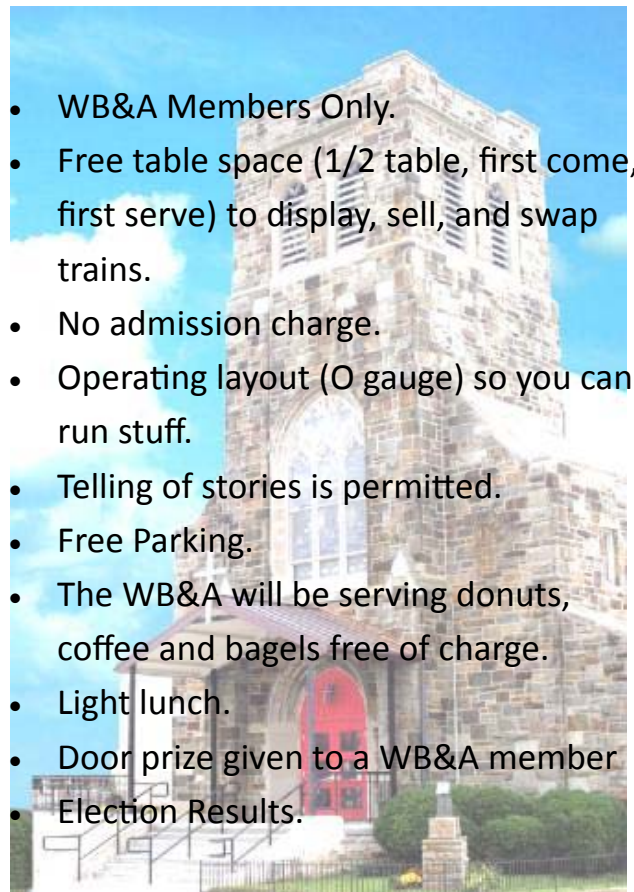 • WB&A Members Only.
• Free table space (1/2 table, first come,
first serve) to display, sell, and swap
trains.
• No admission charge.
• Operating layout (O gauge) so you can
run stuff.
• Telling of stories is permitted.
• Free Parking.
• The WB&A will be serving donuts,
coffee and bagels free of charge.
• Light lunch.
• Door prize given to a WB&A member
• Election Results.